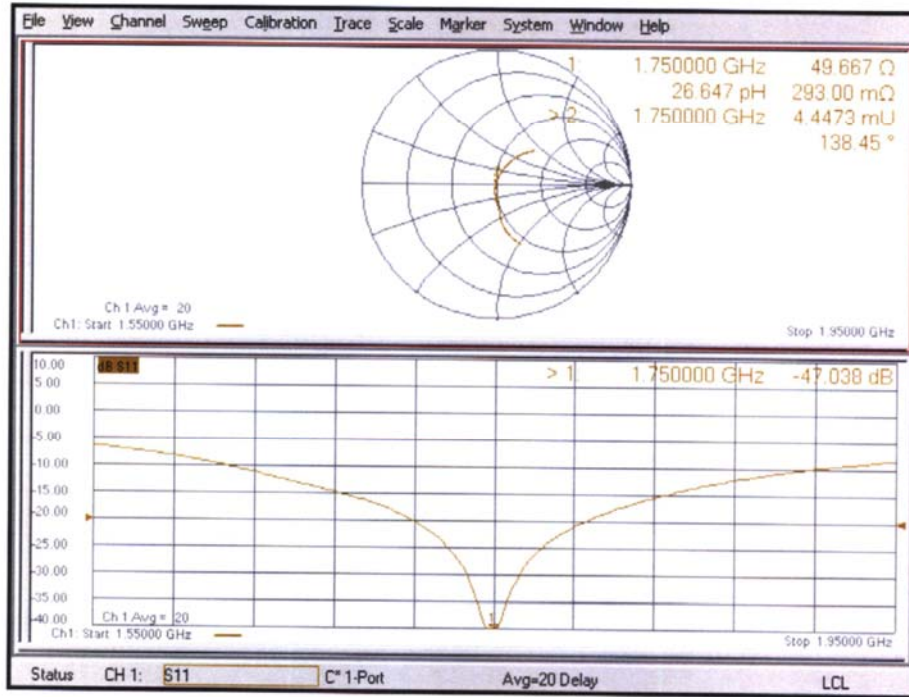 File View Channel Sweep Calibration Trace Scale Marker System Window Help
1: 1.750000 GHz 49.667 Ω
26.647 pH 293.00 mΩ
> 2: 1.750000 GHz 4.4473 mU
138.45 °
Ch 1 Avg = 20
Ch1: Start 1.55000 GHz
Stop 1.95000 GHz
10.00
dB S11
> 1: 1.750000 GHz -47.038 dB
5.00
0.00
-5.00
-10.00
-15.00
-20.00
-25.00
-30.00
-35.00
-40.00
1
Ch 1 Avg = 20
Ch1: Start 1.55000 GHz
Stop 1.95000 GHz
Status CH 1: S11 C* 1-Port Avg=20 Delay LCL